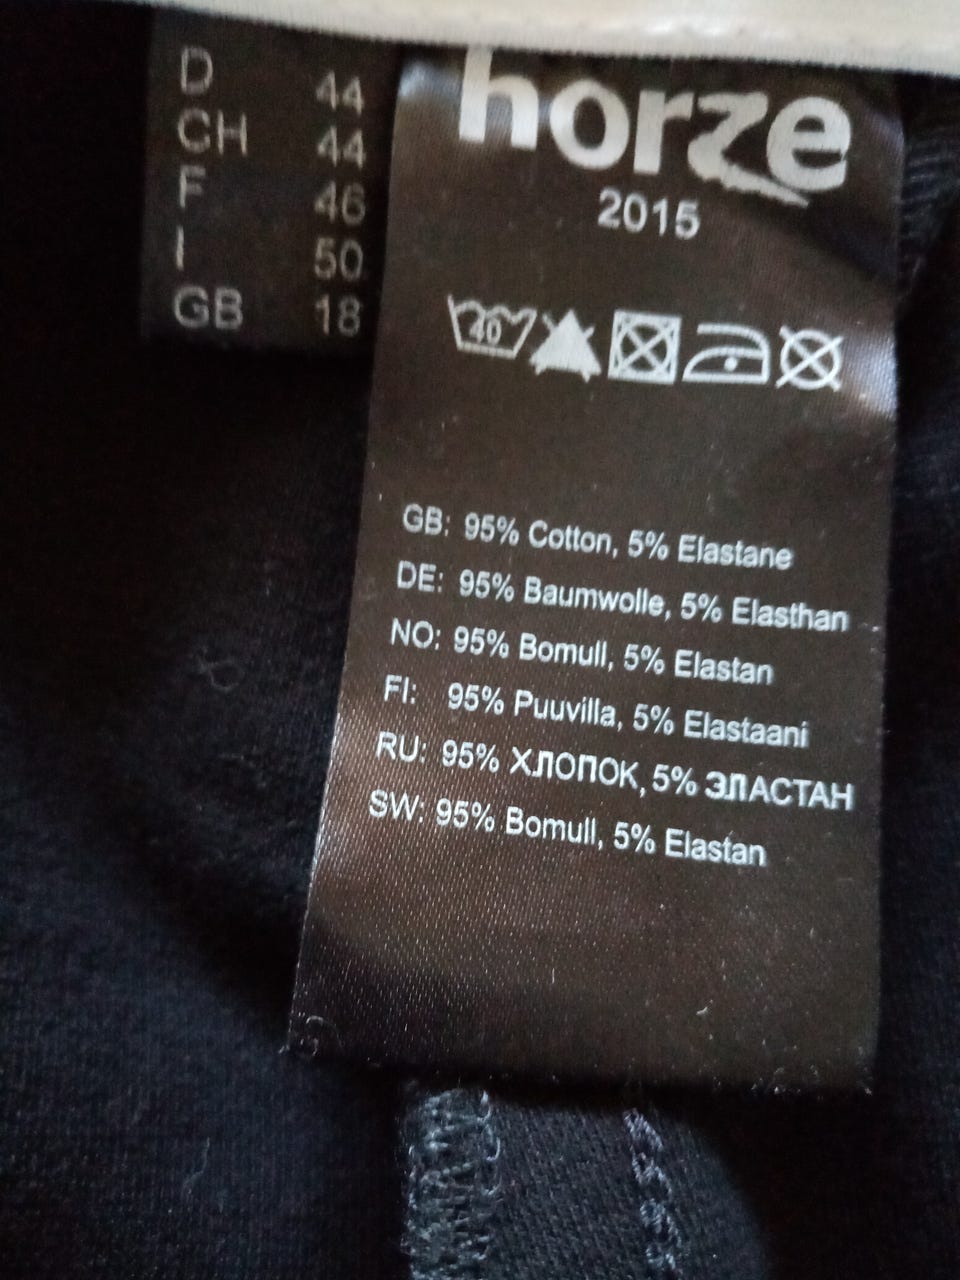 D 44
CH 44
F 46
I 50
GB 18
horze
2015
40
GB: 95% Cotton, 5% Elastane
DE: 95% Baumwolle, 5% Elasthan
NO: 95% Bomull, 5% Elastan
FI: 95% Puuvilla, 5% Elastaani
RU: 95% ХЛОПОК, 5% ЭЛАСТАН
SW: 95% Bomull, 5% Elastan